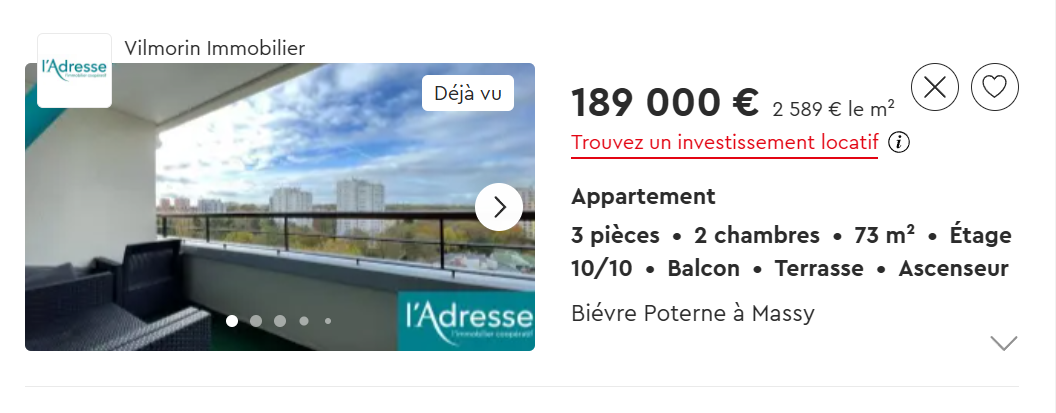 Vilmorin Immobilier
l'Adresse
l'immobilier coopératif
Déjà vu
l'Adresse
l'immobilier coopératif
189 000 € 2 589 € le m²
Trouvez un investissement locatif i
Appartement
3 pièces • 2 chambres • 73 m² • Étage
10/10 • Balcon • Terrasse • Ascenseur
Biévre Poterne à Massy